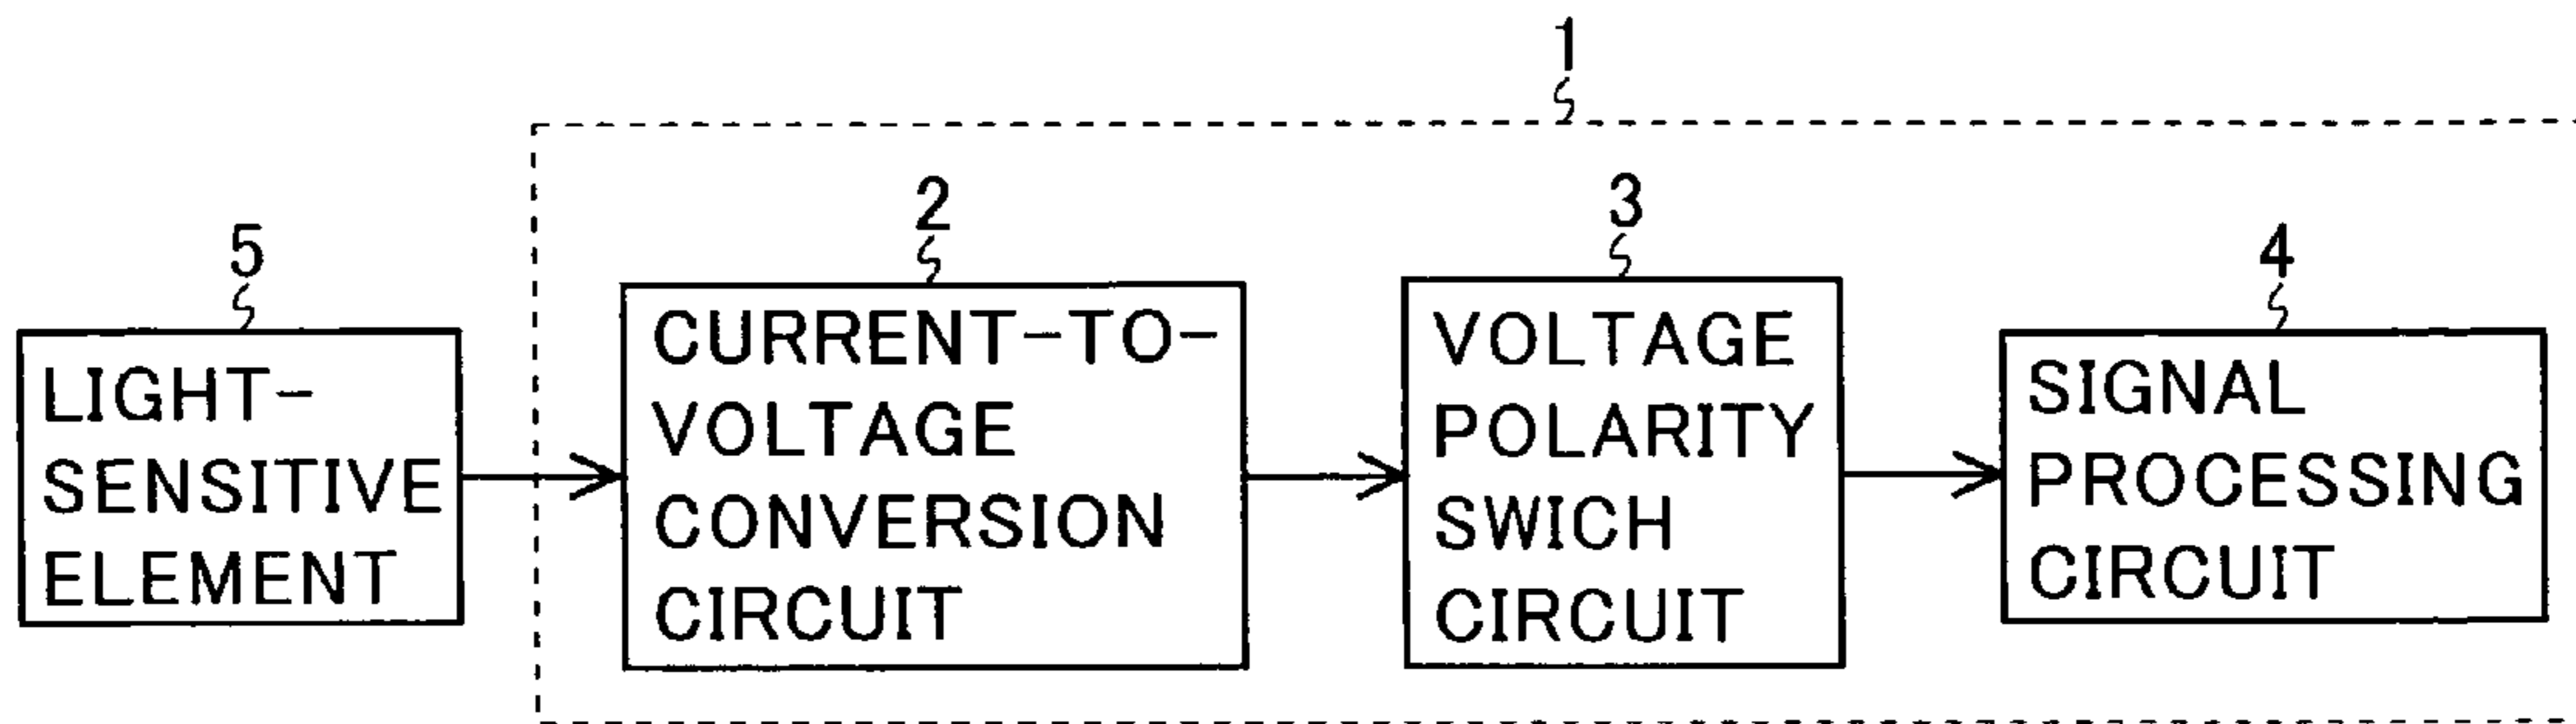 1
5
LIGHT-
SENSITIVE
ELEMENT
2
CURRENT-TO-
VOLTAGE
CONVERSION
CIRCUIT
3
VOLTAGE
POLARITY
SWICH
CIRCUIT
4
SIGNAL
PROCESSING
CIRCUIT